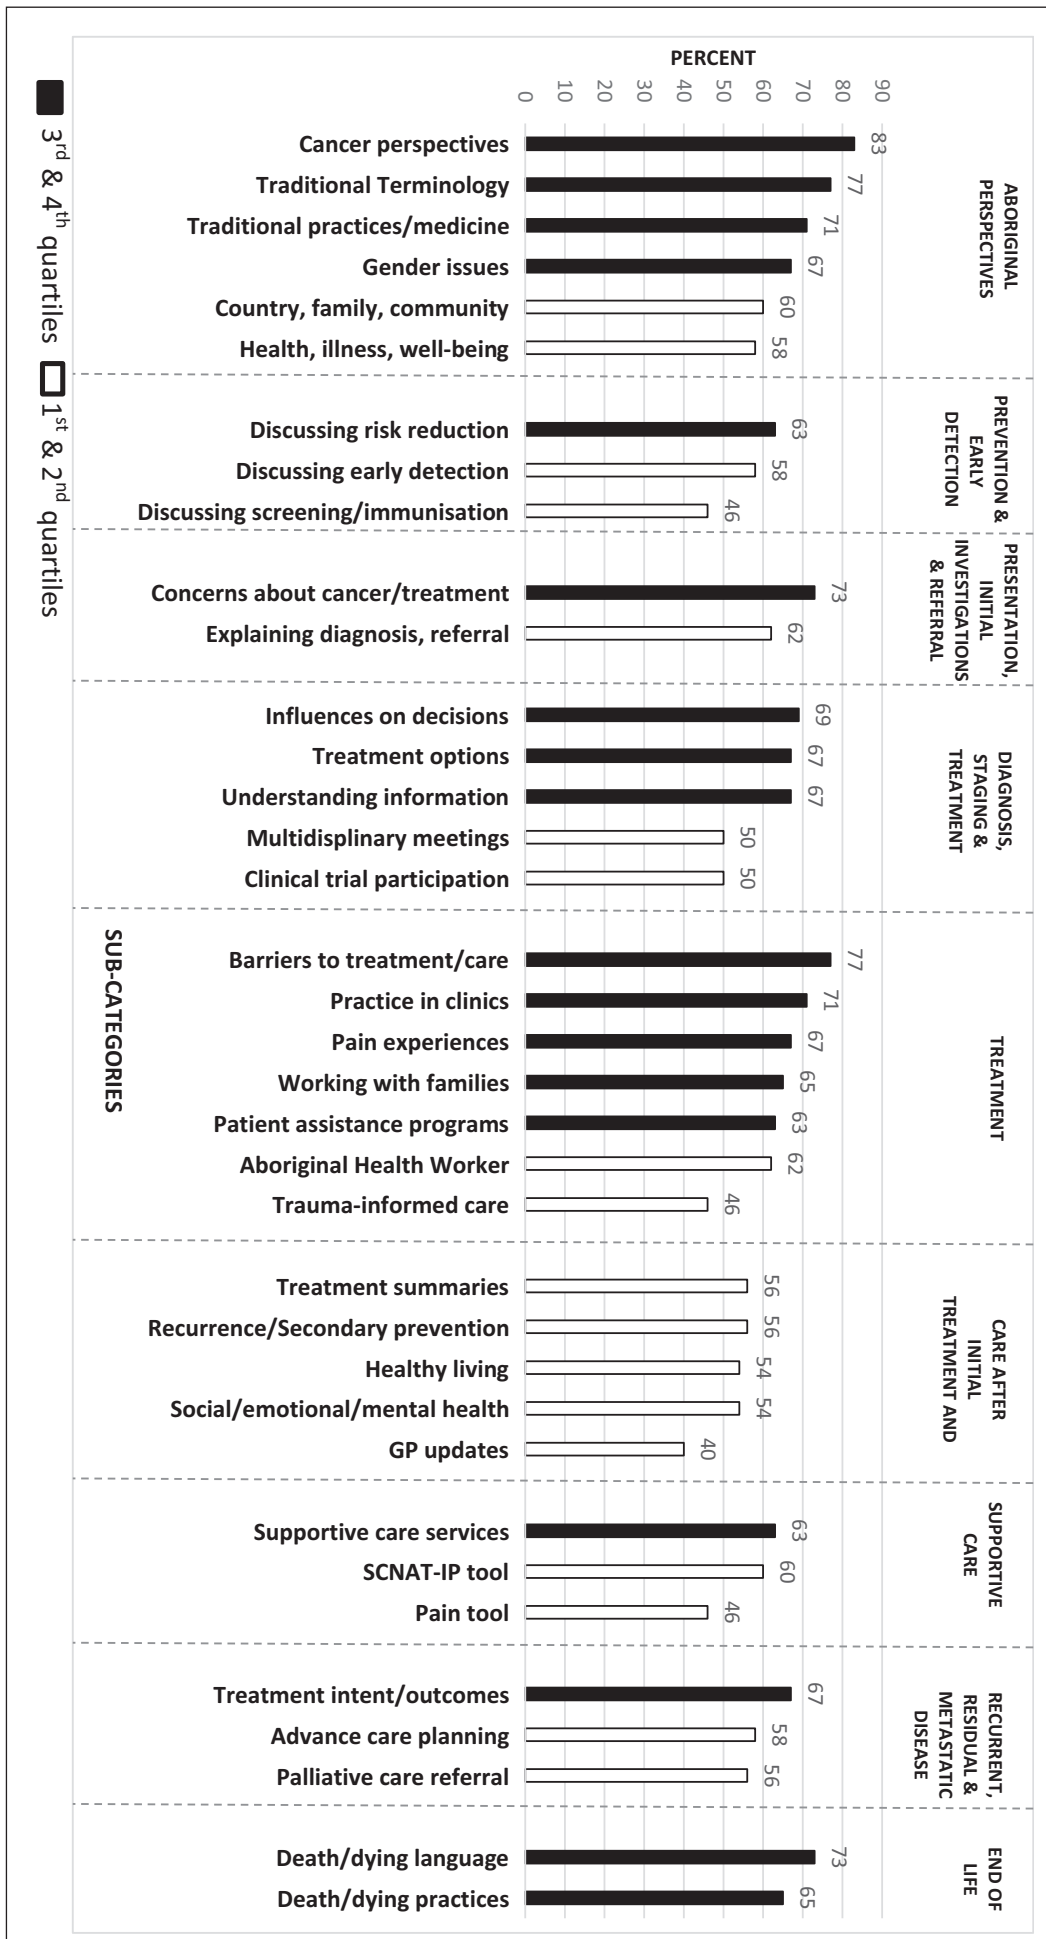 PERCENT
0
10
20
30
40
50
60
70
80
90
ABORIGINAL
PERSPECTIVES
Cancer perspectives 83
Traditional Terminology 77
Traditional practices/medicine 71
Gender issues 67
Country, family, community 60
Health, illness, well-being 58
PREVENTION &
EARLY
DETECTION
Discussing risk reduction 63
Discussing early detection 58
Discussing screening/immunisation 46
PRESENTATION,
INITIAL
INVESTIGATIONS
& REFERRAL
Concerns about cancer/treatment 73
Explaining diagnosis, referral 62
DIAGNOSIS,
STAGING &
TREATMENT
Influences on decisions 69
Treatment options 67
Understanding information 67
Multidisplinary meetings 50
Clinical trial participation 50
TREATMENT
Barriers to treatment/care 77
Practice in clinics 71
Pain experiences 67
Working with families 65
Patient assistance programs 63
Aboriginal Health Worker 62
Trauma-informed care 46
CARE AFTER
INITIAL
TREATMENT AND
Treatment summaries 56
Recurrence/Secondary prevention 56
Healthy living 54
Social/emotional/mental health 54
GP updates 40
SUPPORTIVE
CARE
Supportive care services 63
SCNAT-IP tool 60
Pain tool 46
RECURRENT,
RESIDUAL &
METASTATIC
DISEASE
Treatment intent/outcomes 67
Advance care planning 58
Palliative care referral 56
END OF
LIFE
Death/dying language 73
Death/dying practices 65
SUB-CATEGORIES
3rd & 4th quartiles 1st & 2nd quartiles